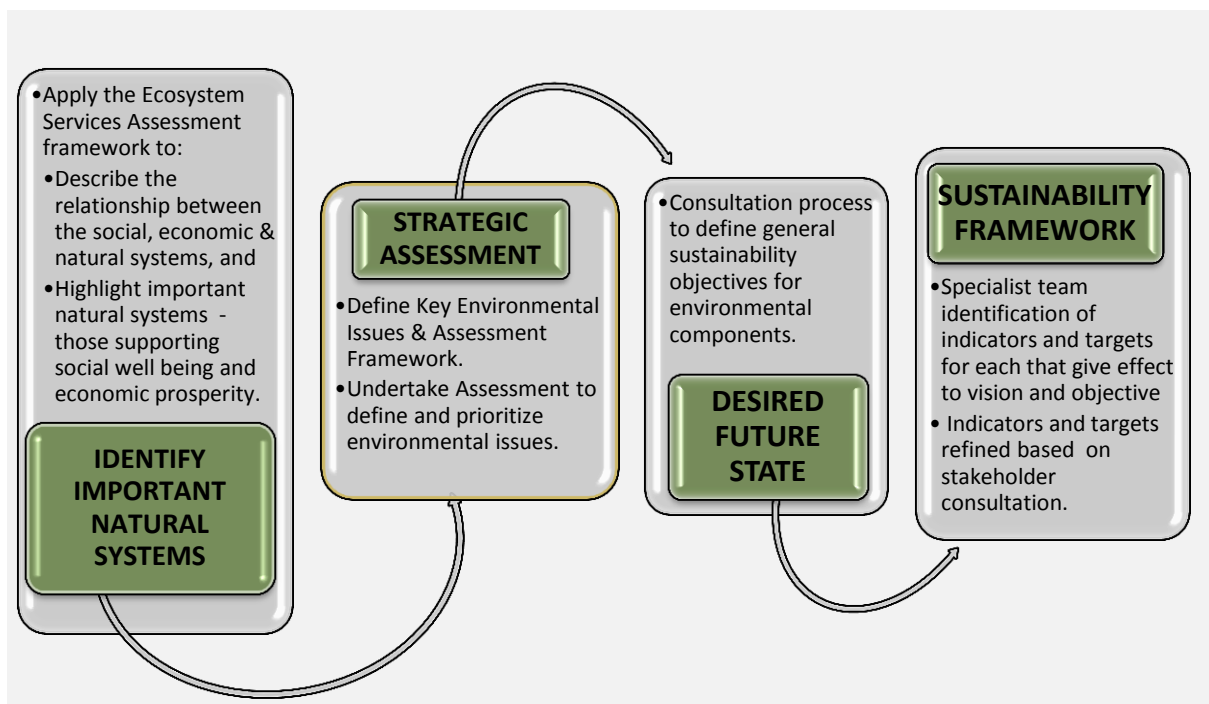 •Apply the Ecosystem
Services Assessment
framework to:
•Describe the
relationship between
the social, economic &
natural systems, and
•Highlight important
natural systems -
those supporting
social well being and
economic prosperity.
IDENTIFY
IMPORTANT
NATURAL
SYSTEMS
STRATEGIC
ASSESSMENT
•Define Key Environmental
Issues & Assessment
Framework.
•Undertake Assessment to
define and prioritize
environmental issues.
•Consultation process
to define general
sustainability
objectives for
environmental
components.
DESIRED
FUTURE
STATE
SUSTAINABILITY
FRAMEWORK
•Specialist team
identification of
indicators and targets
for each that give effect
to vision and objective
• Indicators and targets
refined based on
stakeholder
consultation.